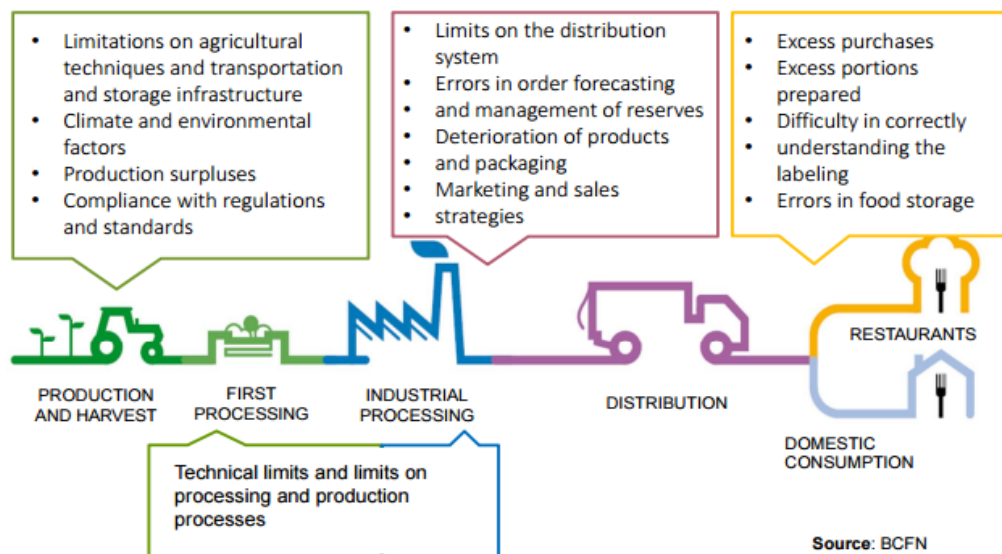 • Limitations on agricultural
techniques and transportation
and storage infrastructure
• Climate and environmental
factors
• Production surpluses
• Compliance with regulations
and standards
• Limits on the distribution
system
• Errors in order forecasting
• and management of reserves
• Deterioration of products
• and packaging
• Marketing and sales
• strategies
• Excess purchases
• Excess portions
prepared
• Difficulty in correctly
• understanding the
labeling
• Errors in food storage
PRODUCTION
AND HARVEST
FIRST
PROCESSING
INDUSTRIAL
PROCESSING
DISTRIBUTION
RESTAURANTS
DOMESTIC
CONSUMPTION
Technical limits and limits on
processing and production
processes
Source: BCFN